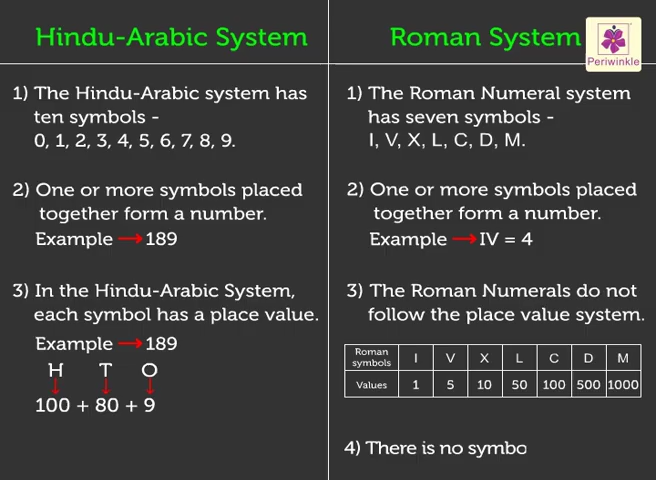 Hindu-Arabic System
1) The Hindu-Arabic system has
ten symbols -
0, 1, 2, 3, 4, 5, 6, 7, 8, 9.
2) One or more symbols placed
together form a number.
Example → 189
3) In the Hindu-Arabic System,
each symbol has a place value.
Example → 189
H T O
100 + 80 + 9
Roman System
Periwinkle
1) The Roman Numeral system
has seven symbols -
I, V, X, L, C, D, M.
2) One or more symbols placed
together form a number.
Example → IV = 4
3) The Roman Numerals do not
follow the place value system.
Roman symbols I V X L C D M
Values 1 5 10 50 100 500 1000
4) There is no symbo